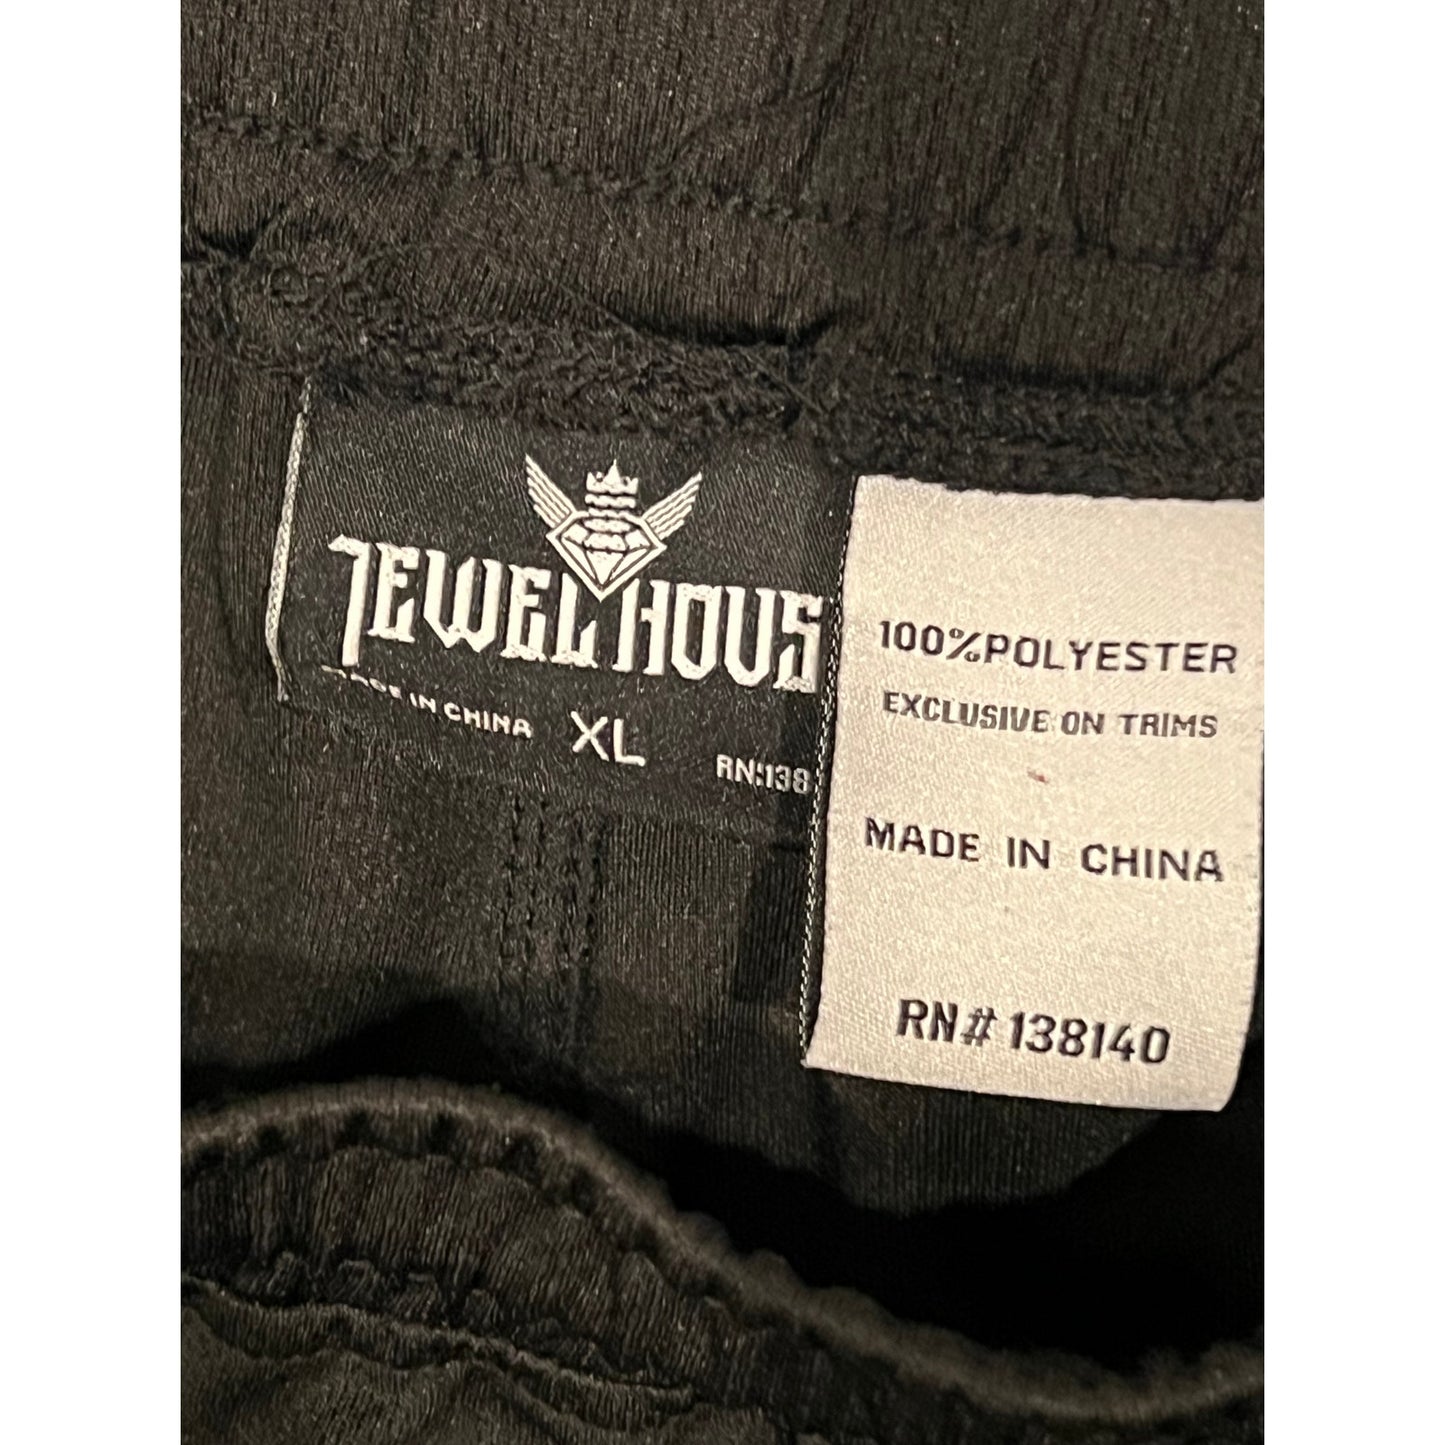 JEWEL HOUS
MADE IN CHINA XL RN:138
100%POLYESTER
EXCLUSIVE ON TRIMS
MADE IN CHINA
RN# 138140